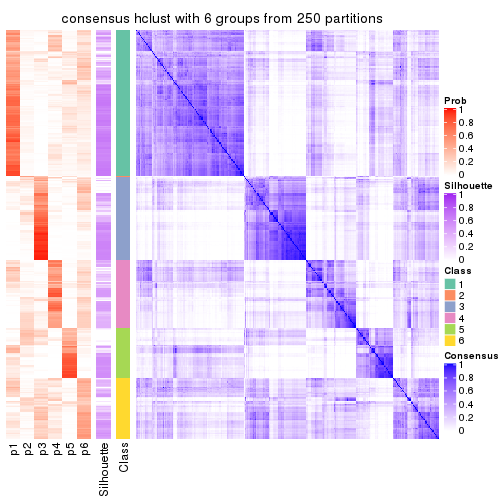 consensus hclust with 6 groups from 250 partitions
Prob
1
0.8
0.6
0.4
0.2
0
Silhouette
1
0.8
0.6
0.4
0.2
0
Class
1
2
3
4
5
6
Consensus
1
0.8
0.6
0.4
0.2
0
p1
p2
p3
p4
p5
p6
Silhouette
Class